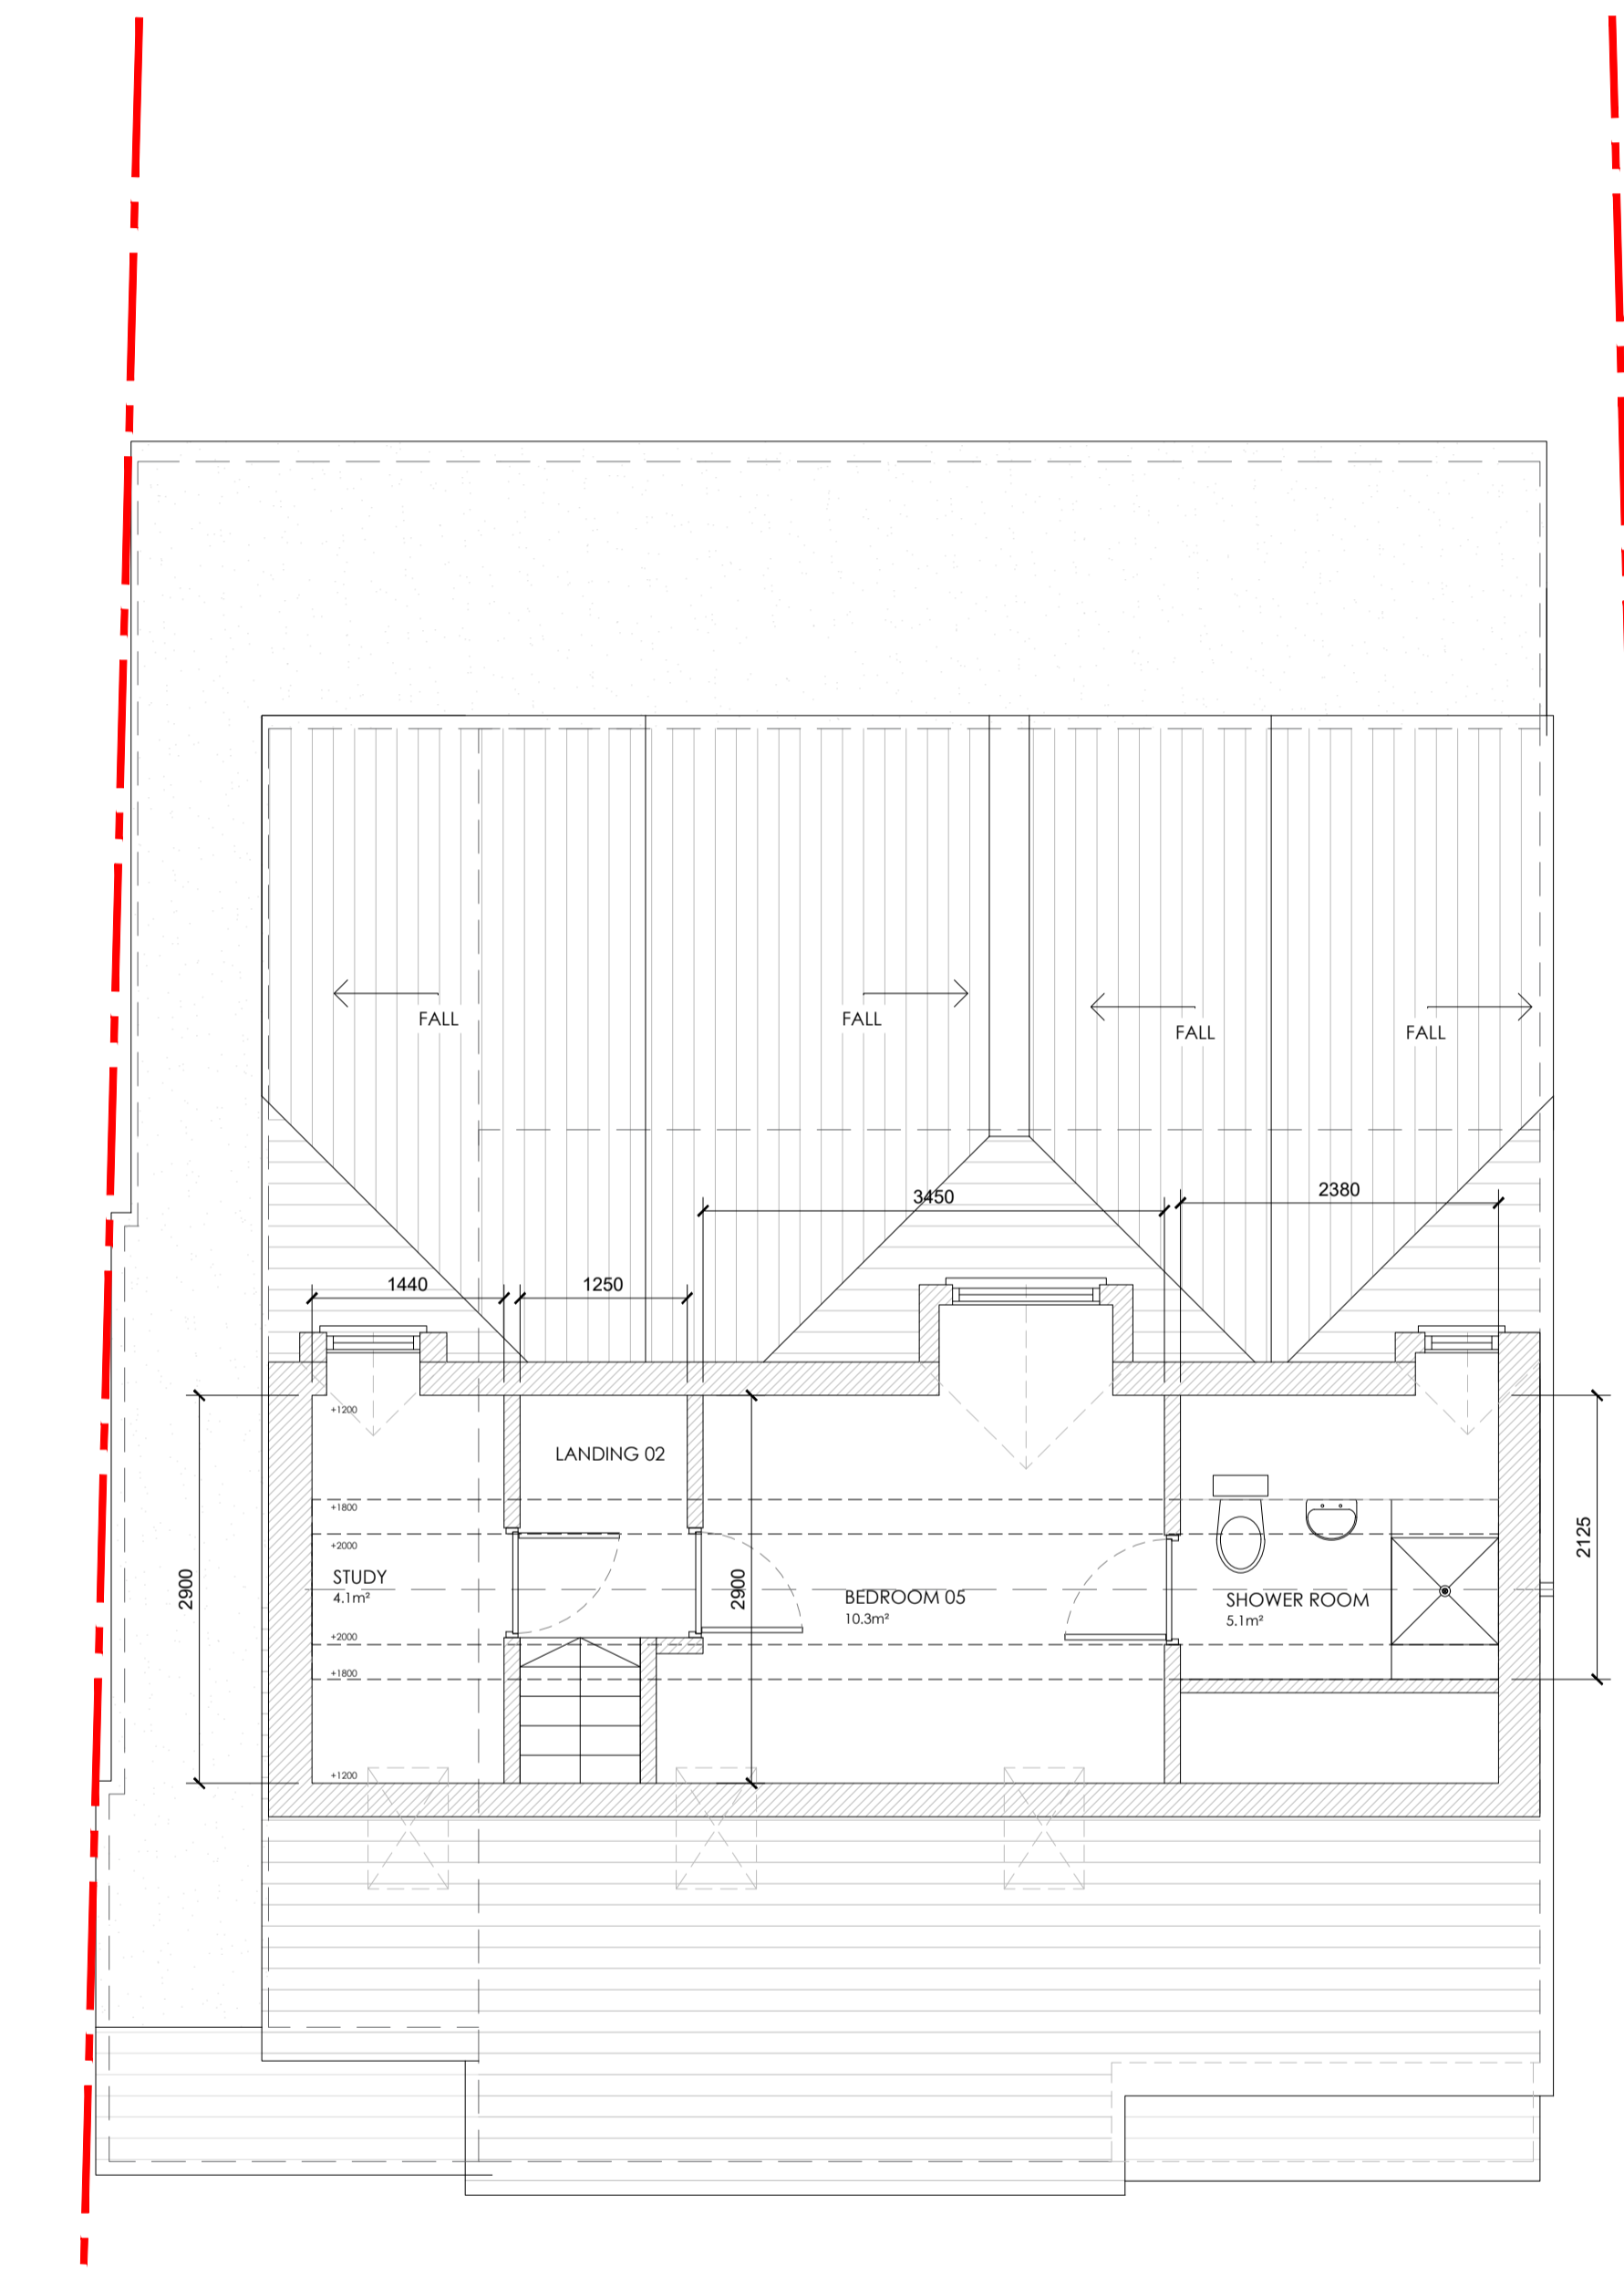 FALL
FALL
FALL
FALL
3450
2380
1440
1250
+1200
LANDING 02
+1800
+2000
STUDY
4.1m²
2900
2900
BEDROOM 05
10.3m²
SHOWER ROOM
5.1m²
2125
+2000
+1800
+1200